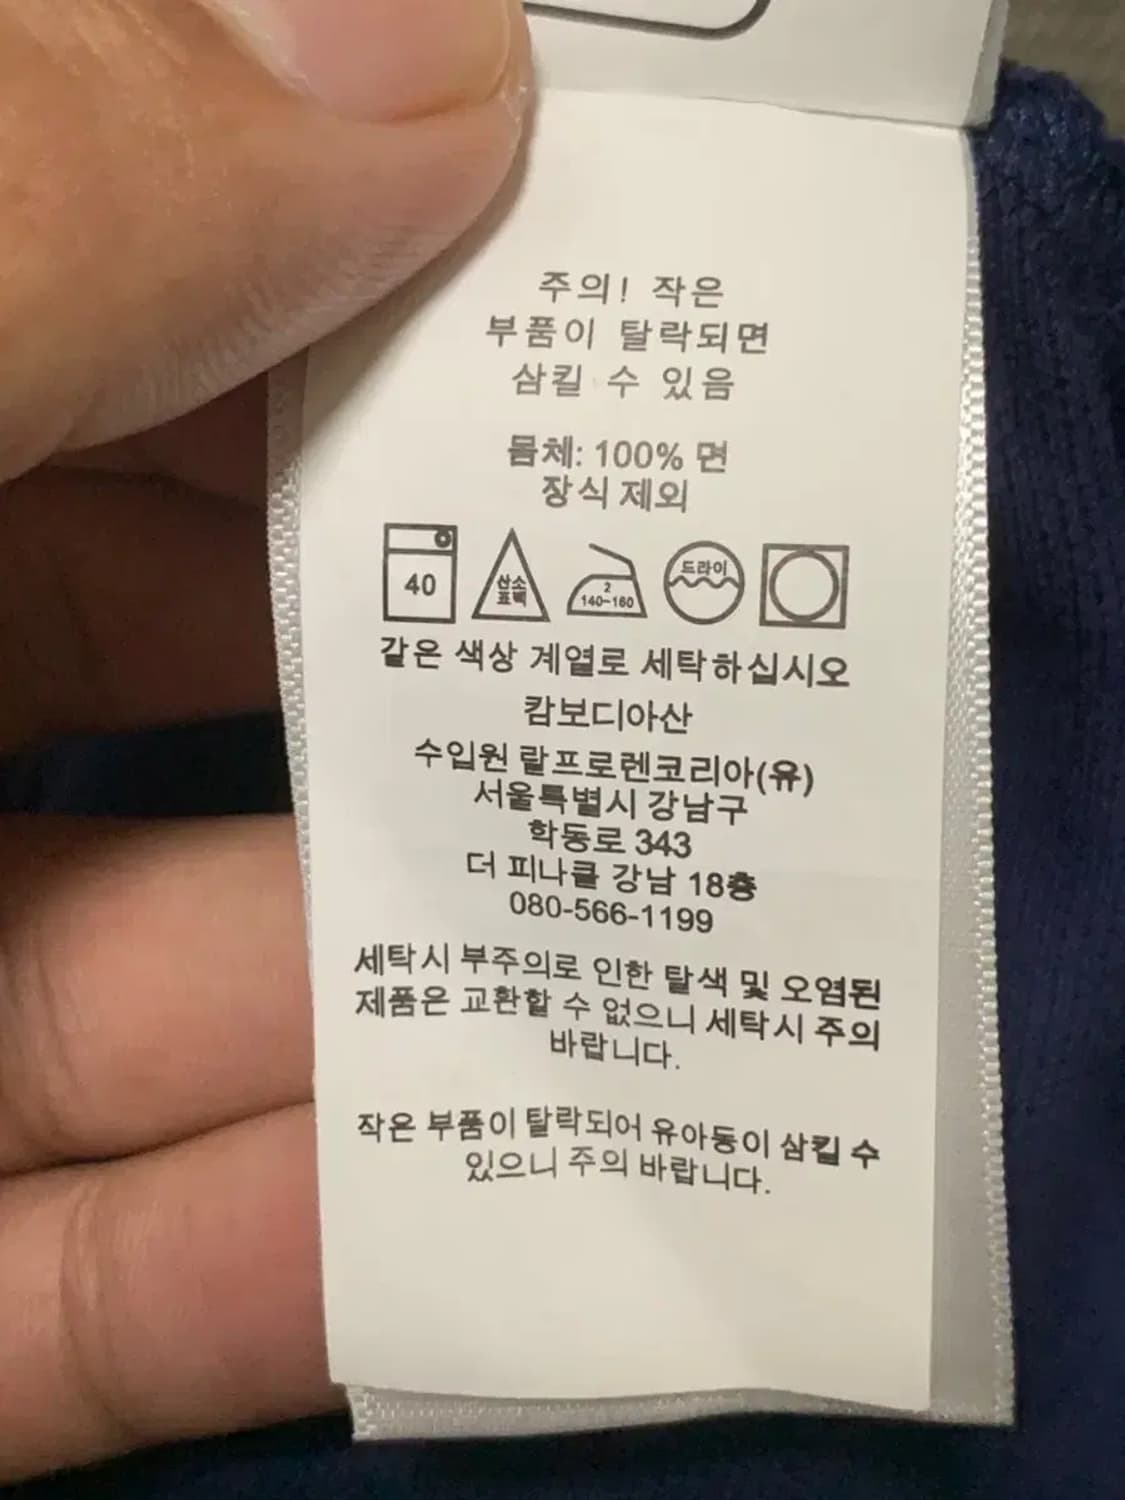 주의! 작은
부품이 탈락되면
삼킬 수 있음
몸체: 100% 면
장식 제외
40 산소 표백 2 140~160 드라이
같은 색상 계열로 세탁하십시오
캄보디아산
수입원 랄프로렌코리아(유)
서울특별시 강남구
학동로 343
더 피나클 강남 18층
080-566-1199
세탁시 부주의로 인한 탈색 및 오염된
제품은 교환할 수 없으니 세탁시 주의
바랍니다.
작은 부품이 탈락되어 유아동이 삼킬 수
있으니 주의 바랍니다.